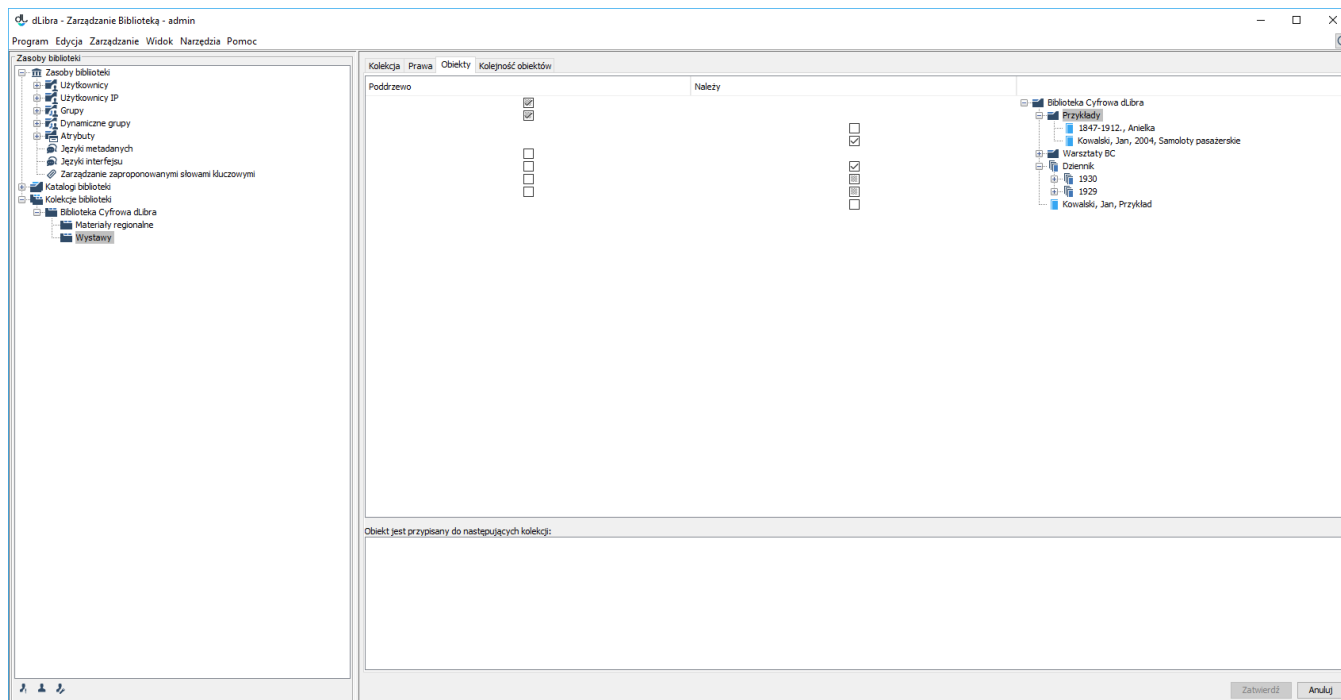 dLibra - Zarządzanie Biblioteką - admin
Program Edycja Zarządzanie Widok Narzędzia Pomoc
Zasoby biblioteki
Zasoby biblioteki
Użytkownicy
Użytkownicy IP
Grupy
Dynamiczne grupy
Atrybuty
Języki metadanych
Języki interfejsu
Zarządzanie zaproponowanymi słowami kluczowymi
Katalogi biblioteki
Kolekcje biblioteki
Biblioteka Cyfrowa dLibra
Materiały regionalne
Wystawy
Kolekcja Prawa Obiekty Kolejność obiektów
Poddrzewo Należy
Biblioteka Cyfrowa dLibra
Przykłady
1847-1912., Anielka
Kowalski, Jan, 2004, Samoloty pasażerskie
Warsztaty BC
Dziennik
1930
1929
Kowalski, Jan, Przykład
Obiekt jest przypisany do następujących kolekcji:
Zatwierdź Anuluj